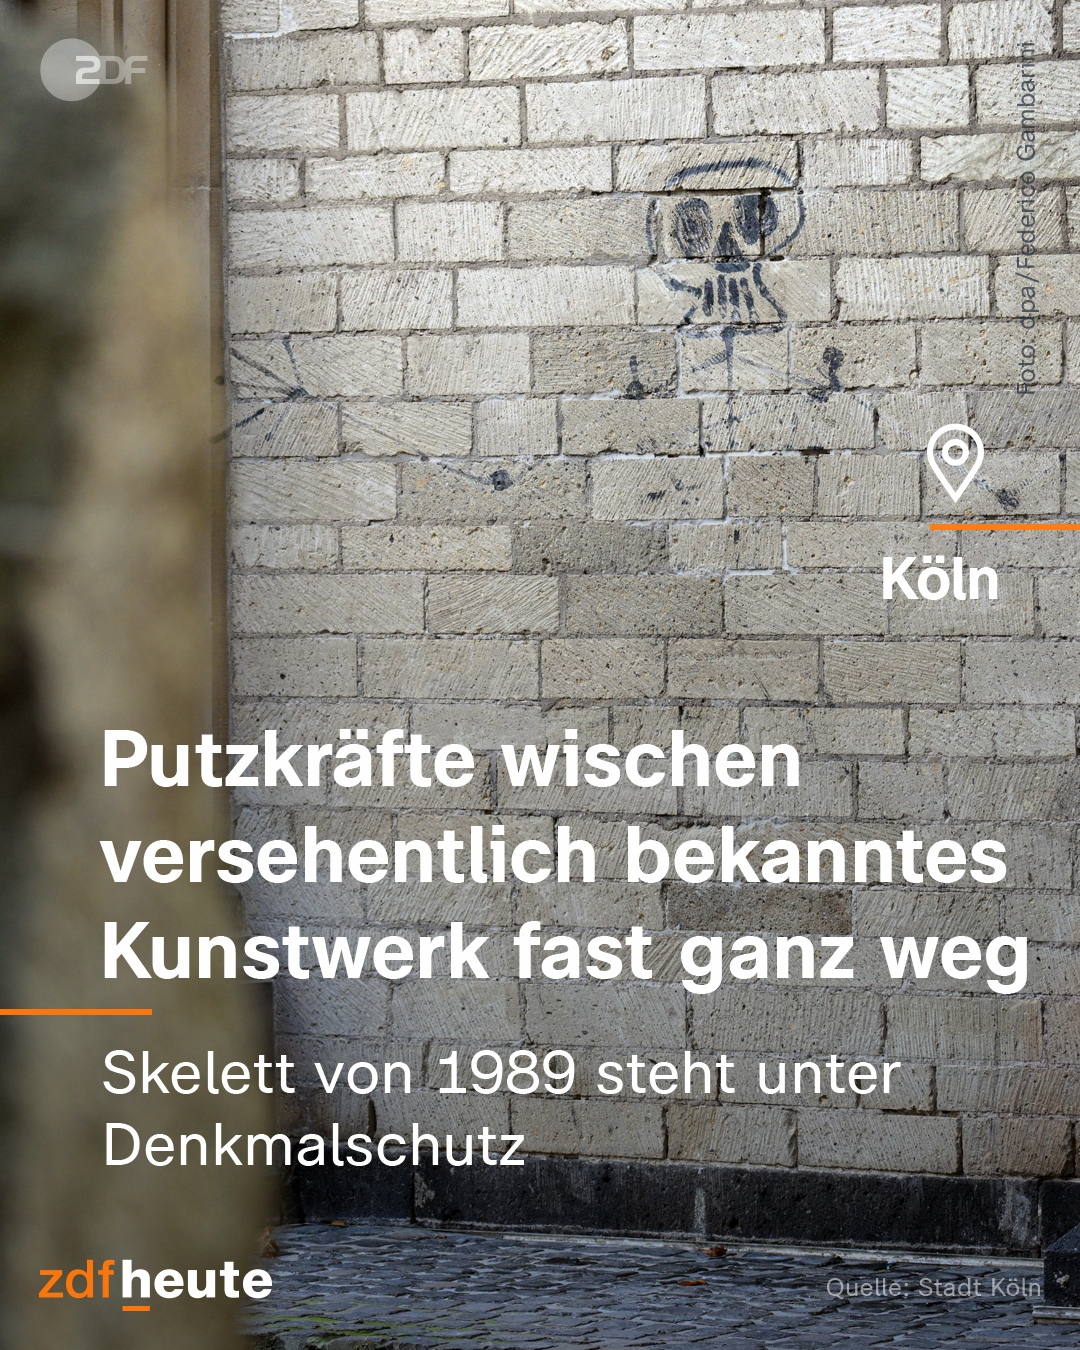 ZDF
Foto: dpa/Federico Gambarini
Köln
Putzkräfte wischen
versehentlich bekanntes
Kunstwerk fast ganz weg
Skelett von 1989 steht unter
Denkmalschutz
zdfheute
Quelle: Stadt Köln